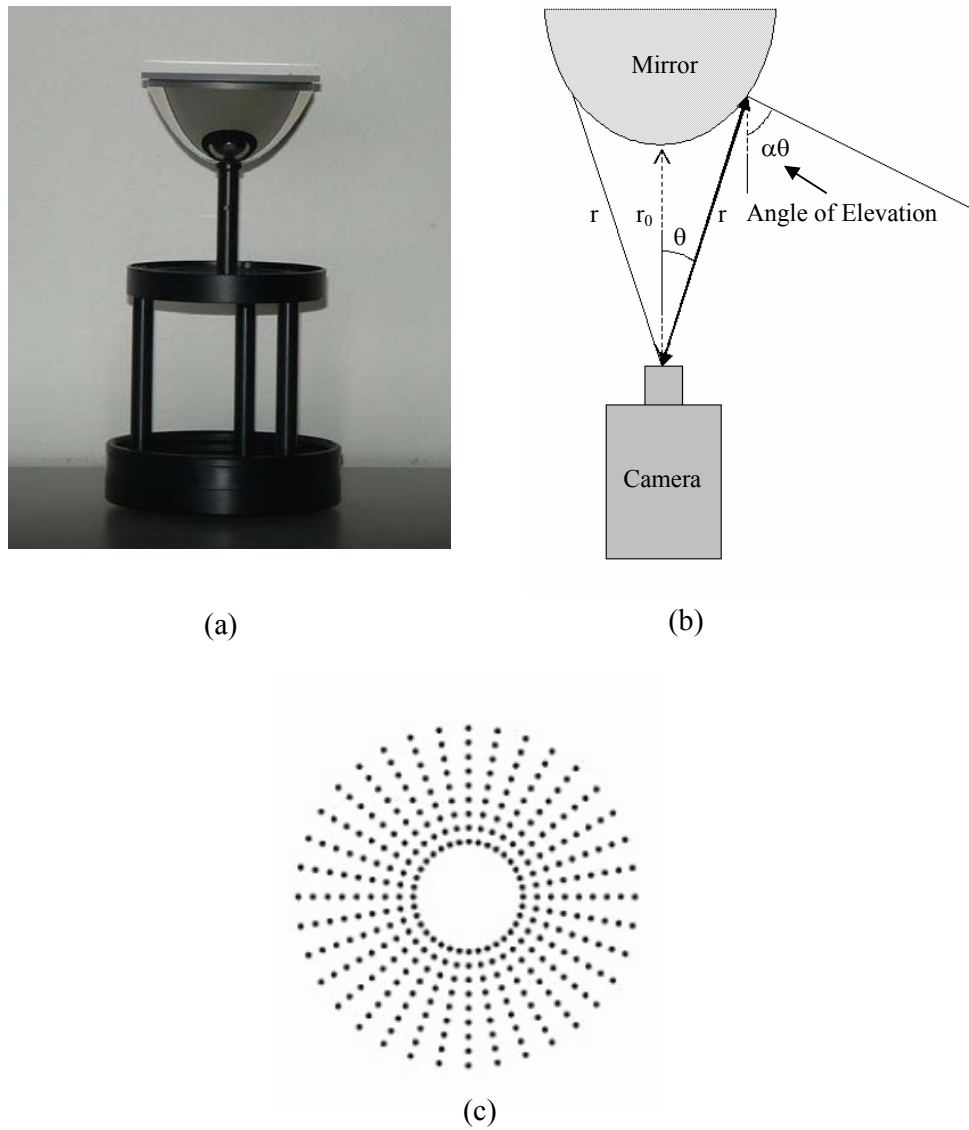 Mirror
αθ
r
r₀
θ
r
Angle of Elevation
Camera
(a)
(b)
(c)